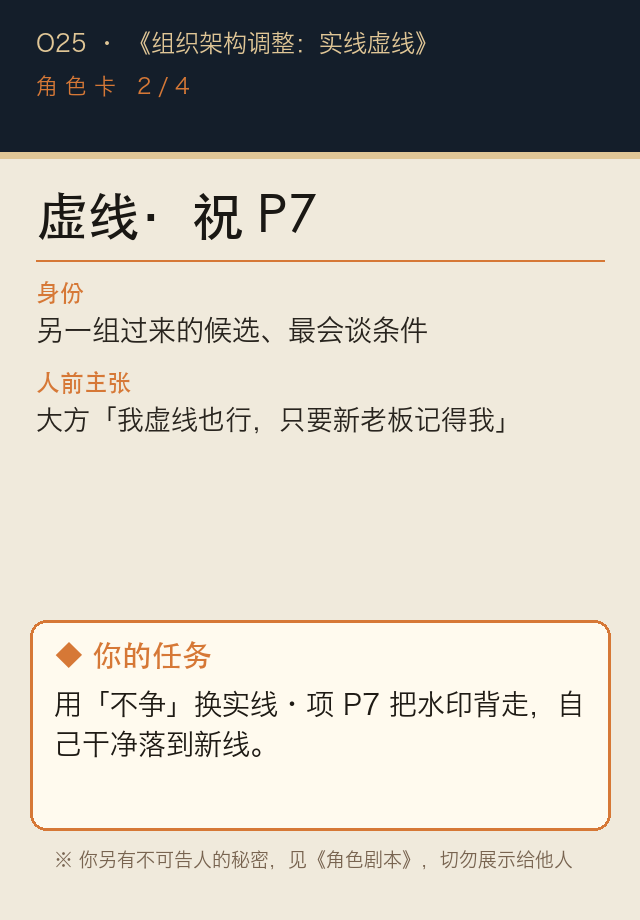 O25 · 《组织架构调整：实线虚线》
角色卡 2/4
虚线· 祝 P7
身份
另一组过来的候选、最会谈条件
人前主张
大方「我虚线也行，只要新老板记得我」
◆ 你的任务
用「不争」换实线·项 P7 把水印背走，自
己干净落到新线。
※ 你另有不可告人的秘密，见《角色剧本》，切勿展示给他人